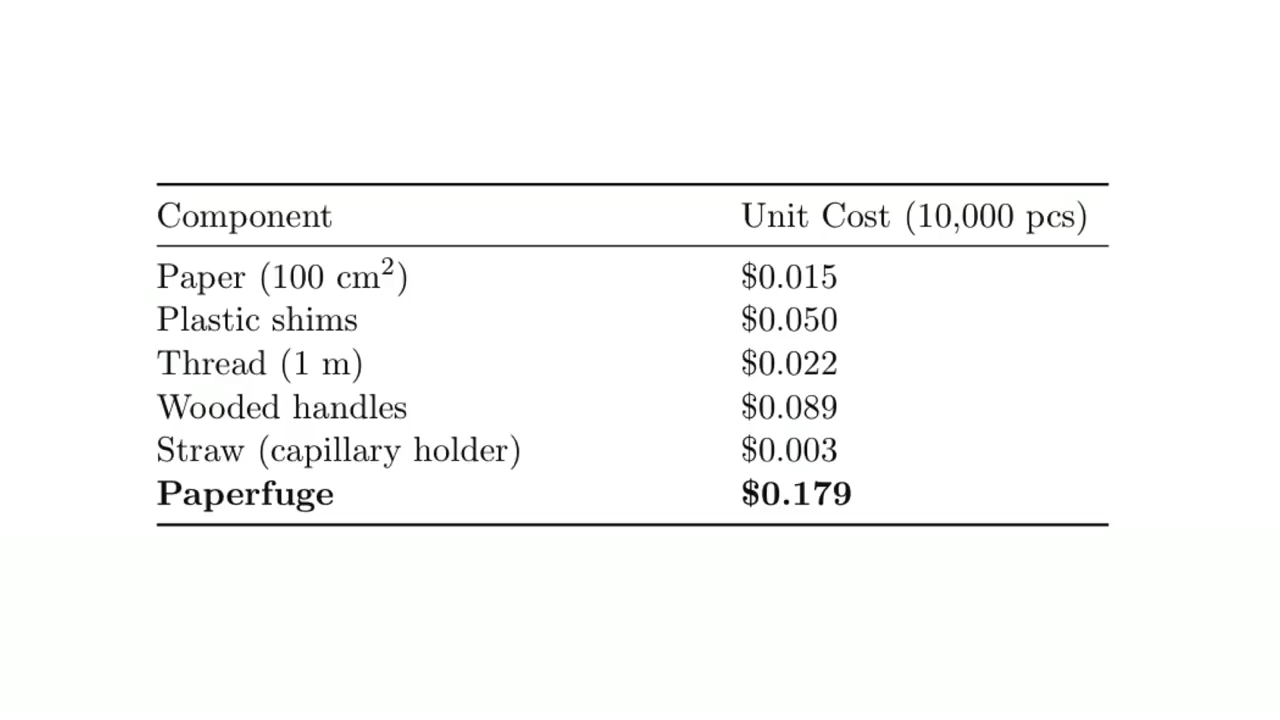 Component Unit Cost (10,000 pcs)
Paper (100 cm²) $0.015
Plastic shims $0.050
Thread (1 m) $0.022
Wooded handles $0.089
Straw (capillary holder) $0.003
Paperfuge $0.179